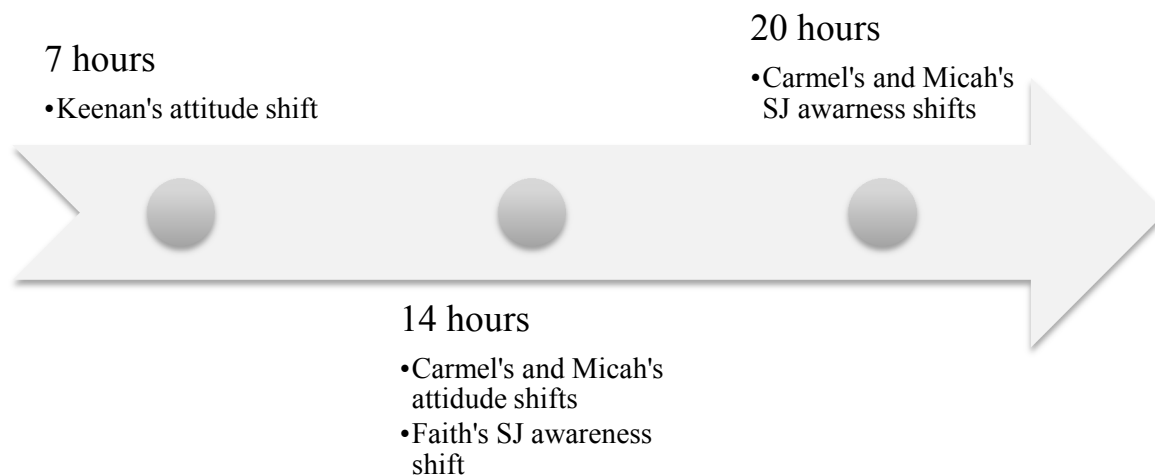 7 hours
•Keenan's attitude shift
14 hours
•Carmel's and Micah's
attidude shifts
•Faith's SJ awareness
shift
20 hours
•Carmel's and Micah's
SJ awarness shifts